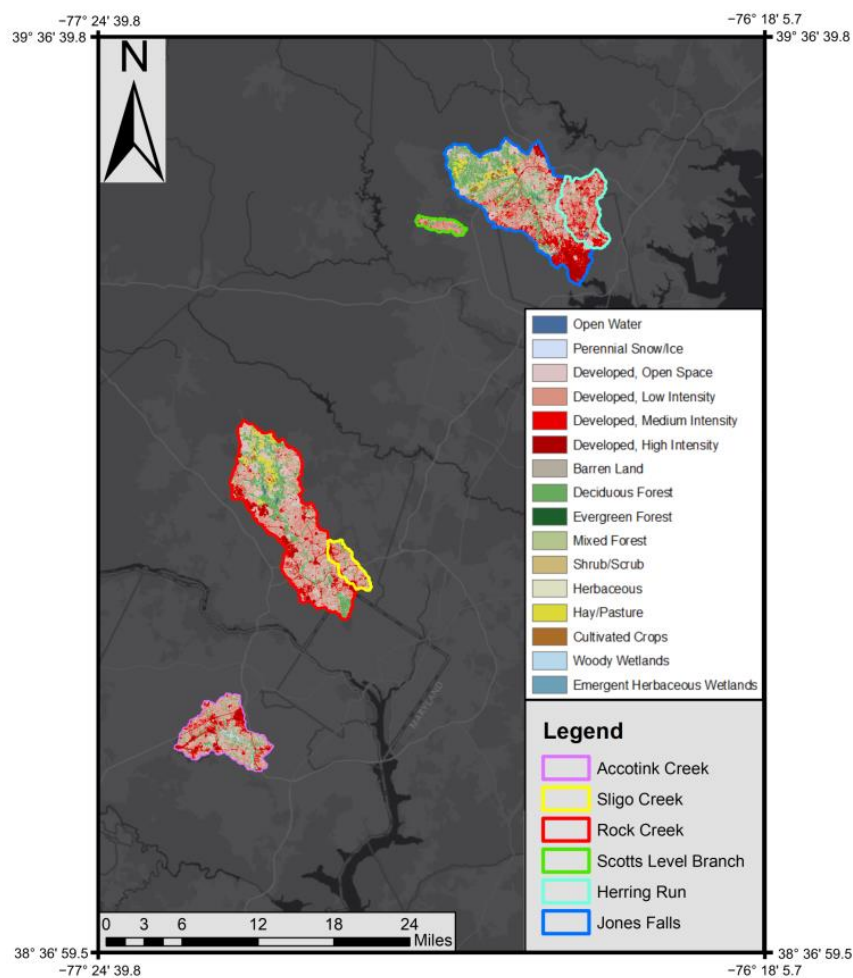 −77° 24' 39.8
−76° 18' 5.7
39° 36' 39.8
39° 36' 39.8
N
Open Water
Perennial Snow/Ice
Developed, Open Space
Developed, Low Intensity
Developed, Medium Intensity
Developed, High Intensity
Barren Land
Deciduous Forest
Evergreen Forest
Mixed Forest
Shrub/Scrub
Herbaceous
Hay/Pasture
Cultivated Crops
Woody Wetlands
Emergent Herbaceous Wetlands
MARYLAND
Legend
Accotink Creek
Sligo Creek
Rock Creek
Scotts Level Branch
Herring Run
Jones Falls
0 3 6 12 18 24
Miles
38° 36' 59.5
38° 36' 59.5
−77° 24' 39.8
−76° 18' 5.7